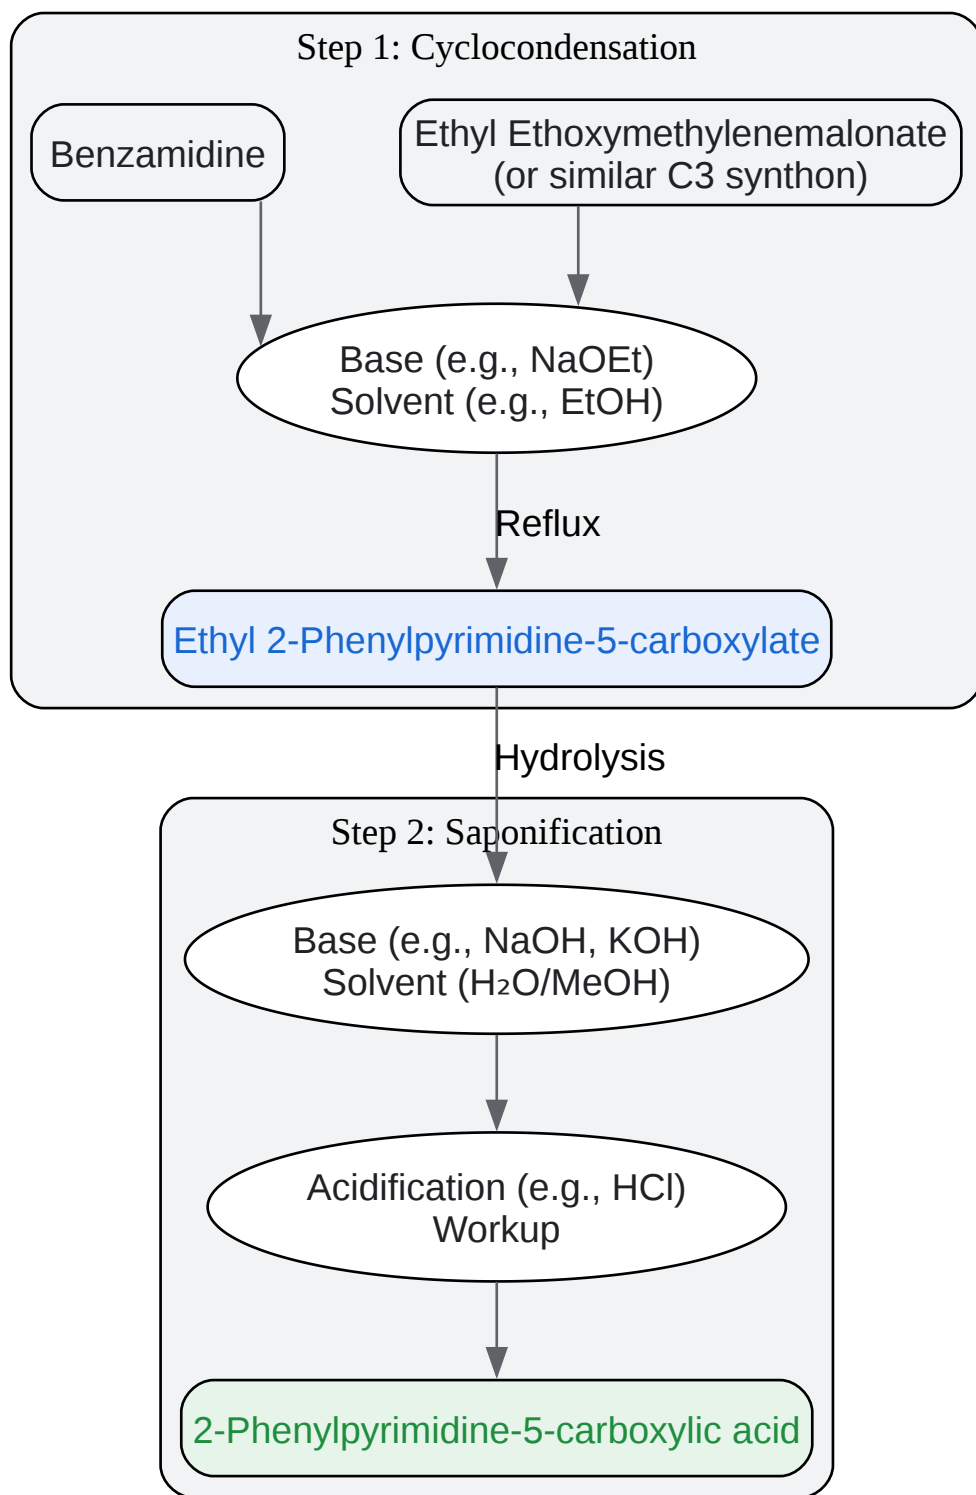 Step 1: Cyclocondensation
Benzamidine
Ethyl Ethoxymethylenemalonate
(or similar C3 synthon)
Base (e.g., NaOEt)
Solvent (e.g., EtOH)
Reflux
Ethyl 2-Phenylpyrimidine-5-carboxylate
Hydrolysis
Step 2: Saponification
Base (e.g., NaOH, KOH)
Solvent (H₂O/MeOH)
Acidification (e.g., HCl)
Workup
2-Phenylpyrimidine-5-carboxylic acid